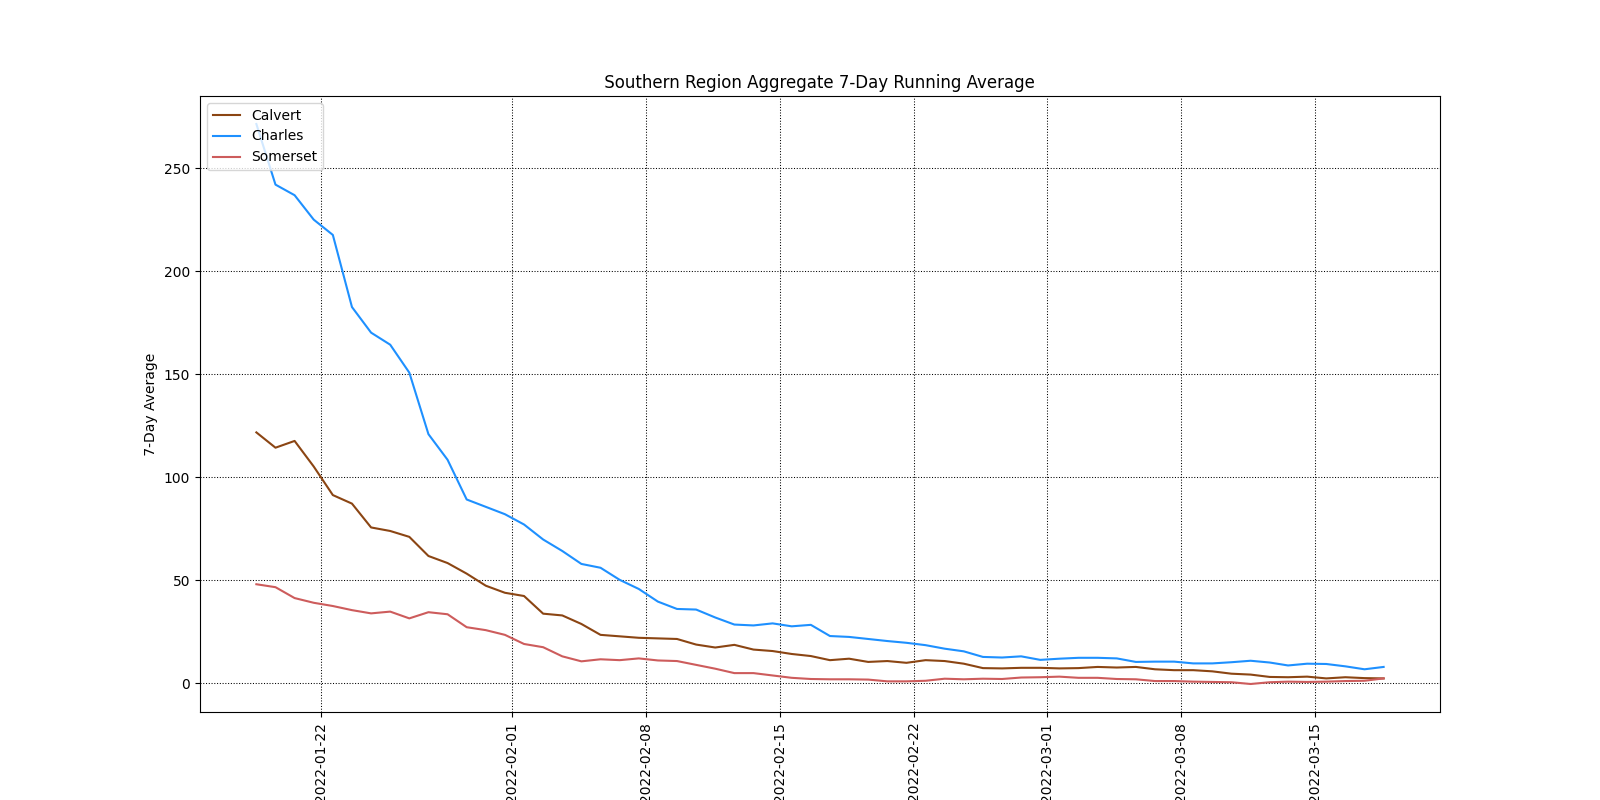 Southern Region Aggregate 7-Day Running Average
Calvert
Charles
Somerset
7-Day Average
250
200
150
100
50
0
2022-01-22
2022-02-01
2022-02-08
2022-02-15
2022-02-22
2022-03-01
2022-03-08
2022-03-15